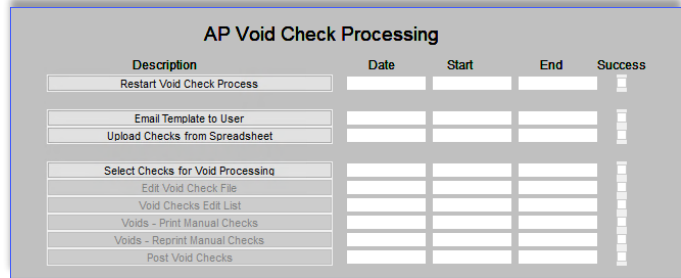 AP Void Check Processing
Description Date Start End Success
Restart Void Check Process
Email Template to User
Upload Checks from Spreadsheet
Select Checks for Void Processing
Edit Void Check File
Void Checks Edit List
Voids - Print Manual Checks
Voids - Reprint Manual Checks
Post Void Checks